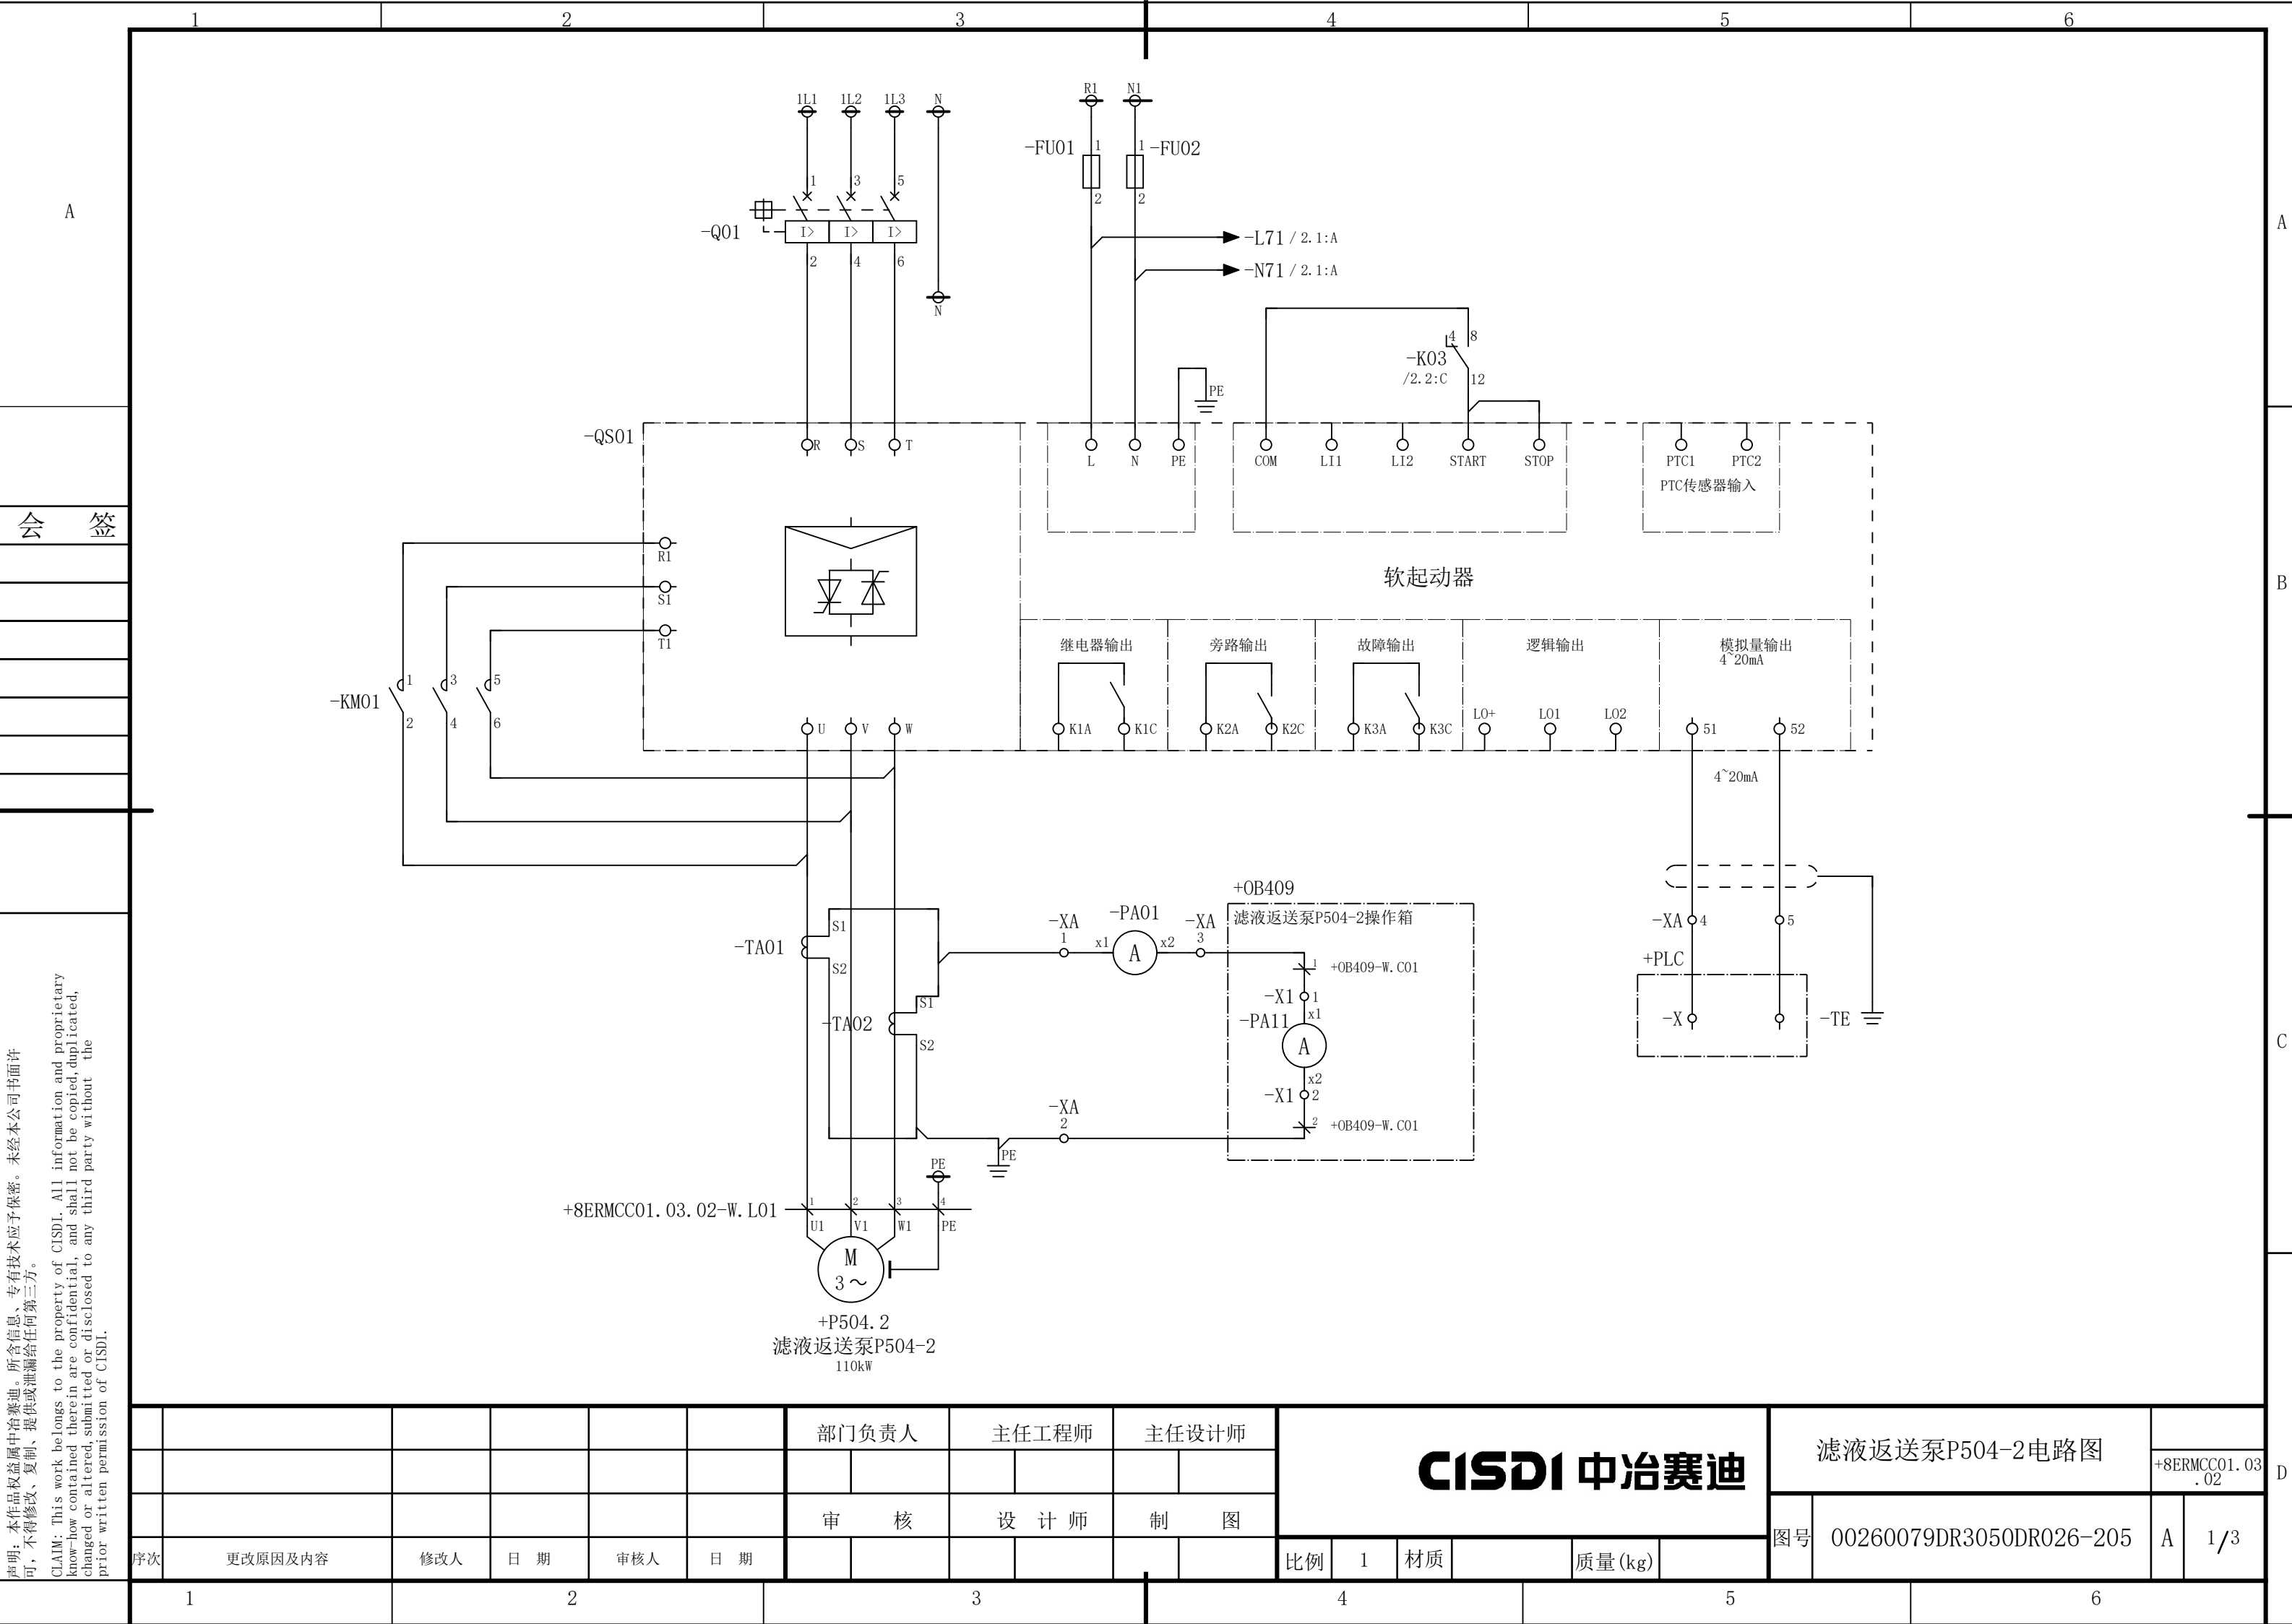 1 2 3 4 5 6
1L1 1L2 1L3 N
R1 N1
-FU01 1 1 -FU02
2 2
A A
1 3 5
-Q01 I> I> I>
2 4 6
N
-L71 / 2.1:A
-N71 / 2.1:A
4 8
-K03
/2.2:C 12
PE
-QS01
R S T
L N PE
COM LI1 LI2 START STOP
PTC1 PTC2
PTC传感器输入
会 签
R1
S1
T1
软起动器
B B
继电器输出 旁路输出 故障输出 逻辑输出 模拟量输出
4~20mA
-KM01 1 3 5
2 4 6
U V W
K1A K1C K2A K2C K3A K3C
LO+ LO1 LO2
51 52
4~20mA
+OB409
滤液返送泵P504-2操作箱
-TA01 S1
S2
-XA
1
-PA01
x1 A x2
-XA
3
1 +OB409-W.C01
-X1 1
-PA11 x1
A
x2
-X1 2
2 +OB409-W.C01
-TA02 S1
S2
-XA
2
PE
-XA 4 5
+PLC
-X
-TE
C
PE
+8ERMCC01.03.02-W.L01 1 2 3 4
U1 V1 W1 PE
M
3~
+P504.2
滤液返送泵P504-2
110kW
声明: 本作品权益属中冶赛迪。所含信息、专有技术应予保密。未经本公司书面许
可, 不得修改、复制、提供或泄漏给任何第三方。
CLAIM: This work belongs to the property of CISDI. All information and proprietary
know-how contained therein are confidential, and shall not be copied,duplicated,
changed or altered,submitted or disclosed to any third party without the
prior written permission of CISDI.
部门负责人 主任工程师 主任设计师
审 核 设 计 师 制 图
序次 更改原因及内容 修改人 日 期 审核人 日 期
CISDI 中冶赛迪
比例 1 材质 质量(kg)
滤液返送泵P504-2电路图
+8ERMCC01.03
.02
图号 00260079DR3050DR026-205 A 1/3
D
1 2 3 4 5 6